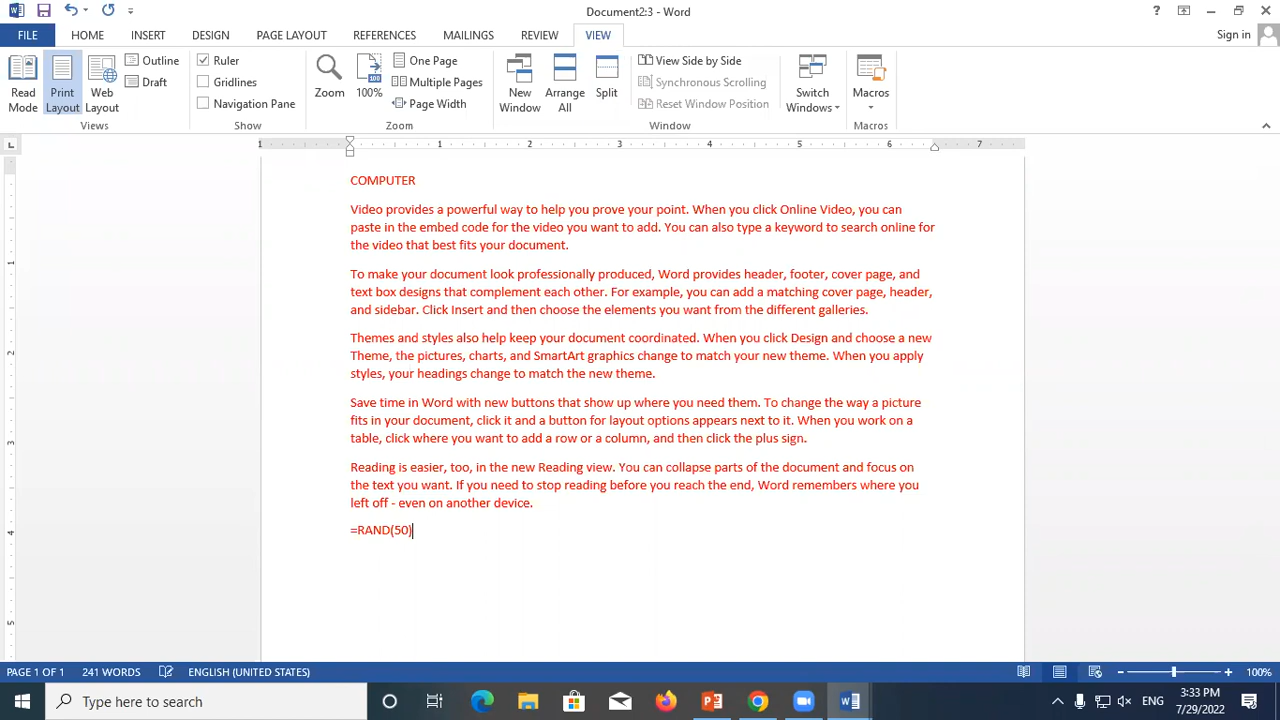 Document2:3 - Word
Sign in
FILE HOME INSERT DESIGN PAGE LAYOUT REFERENCES MAILINGS REVIEW VIEW
Read Mode
Print Layout
Web Layout
Outline
Draft
Views
Ruler
Gridlines
Navigation Pane
Show
Zoom
100%
One Page
Multiple Pages
Page Width
Zoom
New Window
Arrange All
Split
View Side by Side
Synchronous Scrolling
Reset Window Position
Window
Switch Windows
Macros
Macros
1 1 2 3 4 5 6 7
1
2
3
4
5
COMPUTER
Video provides a powerful way to help you prove your point. When you click Online Video, you can
paste in the embed code for the video you want to add. You can also type a keyword to search online for
the video that best fits your document.
To make your document look professionally produced, Word provides header, footer, cover page, and
text box designs that complement each other. For example, you can add a matching cover page, header,
and sidebar. Click Insert and then choose the elements you want from the different galleries.
Themes and styles also help keep your document coordinated. When you click Design and choose a new
Theme, the pictures, charts, and SmartArt graphics change to match your new theme. When you apply
styles, your headings change to match the new theme.
Save time in Word with new buttons that show up where you need them. To change the way a picture
fits in your document, click it and a button for layout options appears next to it. When you work on a
table, click where you want to add a row or a column, and then click the plus sign.
Reading is easier, too, in the new Reading view. You can collapse parts of the document and focus on
the text you want. If you need to stop reading before you reach the end, Word remembers where you
left off - even on another device.
=RAND(50)
PAGE 1 OF 1 241 WORDS ENGLISH (UNITED STATES) 100%
Type here to search
ENG
3:33 PM
7/29/2022